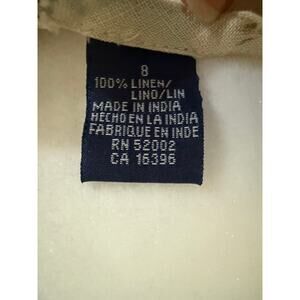 8
100% LINEN/
LINO/LIN
MADE IN INDIA
HECHO EN LA INDIA
FABRIQUE EN INDE
RN 52002
CA 16396